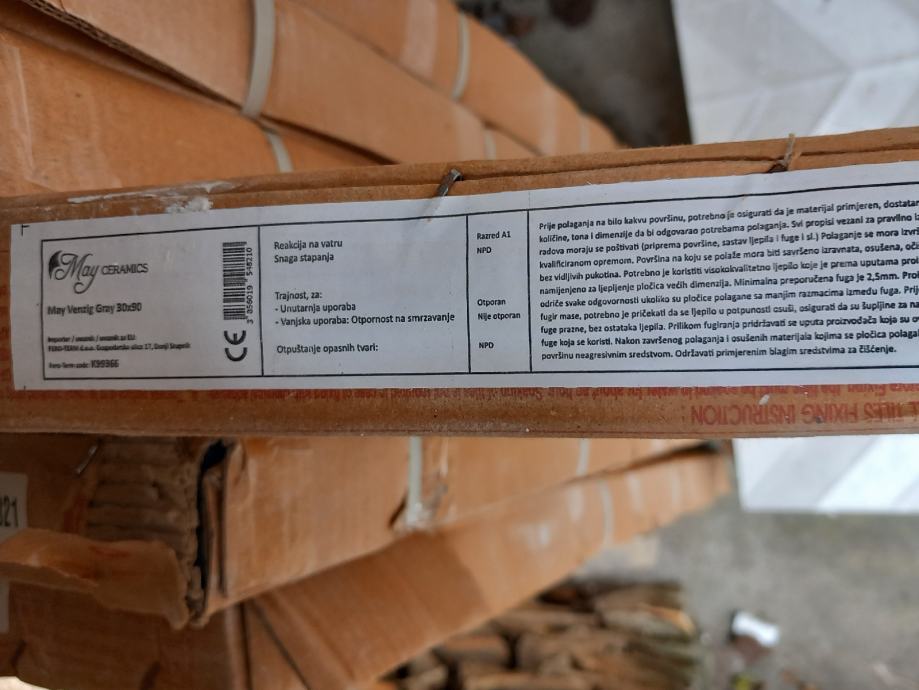 May CERAMICS
May Venzig Gray 30x90
Importer / uvoznik / uvoznik za EU:
FERO-TERM d.o.o. Gospodarska ulica 17, Donji Stupnik
Fero-Term code: K99366
3 856019 548210
CE
Reakcija na vatru
Snaga stapanja
Trajnost, za:
- Unutarnja uporaba
- Vanjska uporaba: Otpornost na smrzavanje
Otpuštanje opasnih tvari:
Razred A1
NPD
Otporan
Nije otporan
NPD
Prije polaganja na bilo kakvu površinu, potrebno je osigurati da je materijal primjeren, dostatan
količine, tona i dimenzije da bi odgovarao potrebama polaganja. Svi propisi vezani za pravilno
radova moraju se poštivati (priprema površine, sastav ljepila i fuge i sl.) Polaganje se mora
kvalificiranom opremom. Površina na koju se polaže mora biti savršeno izravnata, osušena,
bez vidljivih pukotina. Potrebno je koristiti visokokvalitetno ljepilo koje je prema uputama
namijenjeno za ljepljenje pločica većih dimenzija. Minimalna preporučena fuga je 2,5mm.
odriče svake odgovornosti ukoliko su pločice polagane sa manjim razmacima između fuga.
fugir mase, potrebno je pričekati da se ljepilo u potpunosti osuši, osigurati da su šupljine za
fuge prazne, bez ostataka ljepila. Prilikom fugiranja pridržavati se uputa proizvođača koja su
fuge koja se koristi. Nakon završenog polaganja i osušenih materijala kojima se pločica
površinu neagresivnim sredstvom. Održavati primjerenim blagim sredstvima za čišćenje.
TILES FIXING INSTRUCTION :
021